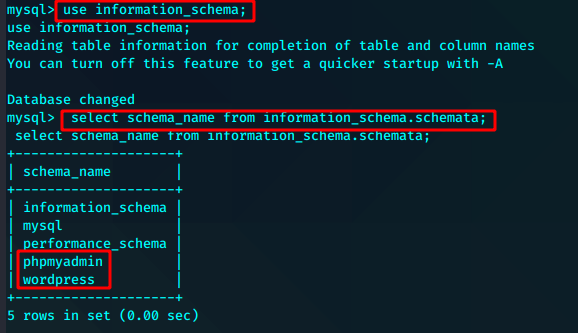 mysql> use information_schema;
use information_schema;
Reading table information for completion of table and column names
You can turn off this feature to get a quicker startup with -A

Database changed
mysql>  select schema_name from information_schema.schemata;
 select schema_name from information_schema.schemata;
+--------------------+
| schema_name        |
+--------------------+
| information_schema |
| mysql              |
| performance_schema |
| phpmyadmin         |
| wordpress          |
+--------------------+
5 rows in set (0.00 sec)